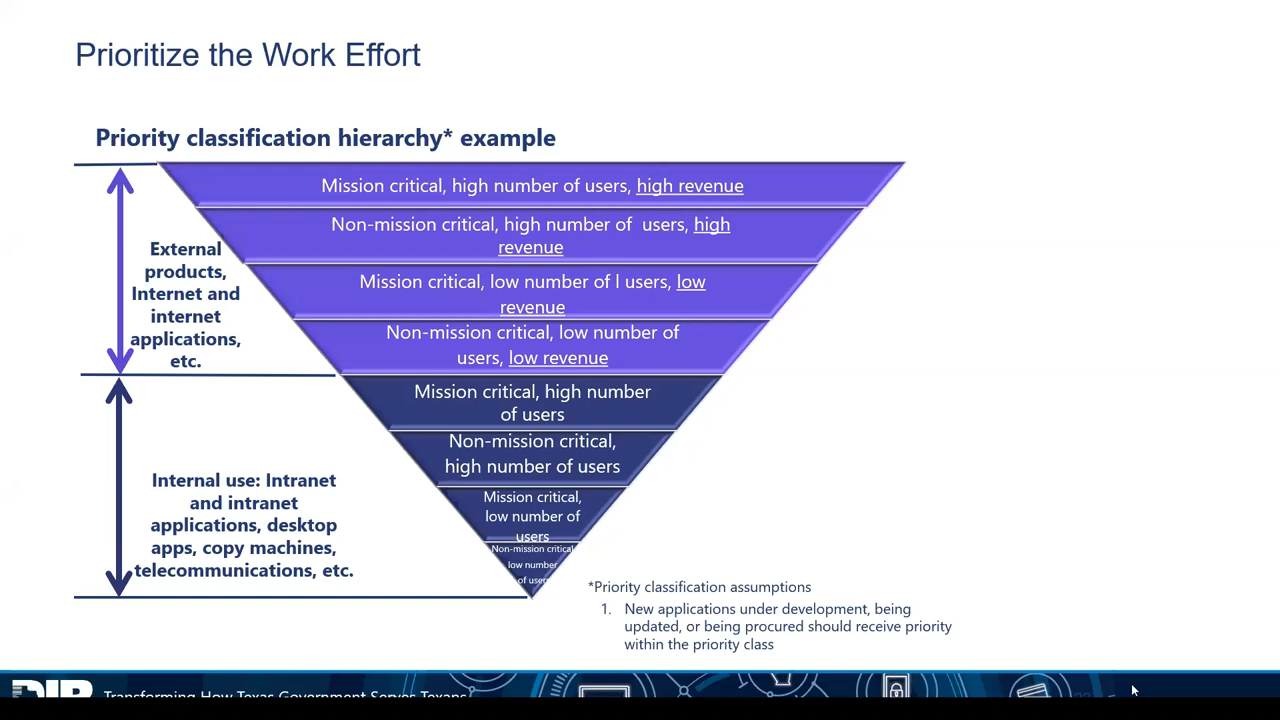 Prioritize the Work Effort
Priority classification hierarchy* example
Mission critical, high number of users, high revenue
Non-mission critical, high number of  users, high
revenue
Mission critical, low number of l users, low
revenue
Non-mission critical, low number of
users, low revenue
External
products,
Internet and
internet
applications,
etc.
Mission critical, high number
of users
Non-mission critical,
high number of users
Mission critical,
low number of
users
Non-mission critical
low number
of users
Internal use: Intranet
and intranet
applications, desktop
apps, copy machines,
telecommunications, etc.
*Priority classification assumptions
1. New applications under development, being
updated, or being procured should receive priority
within the priority class
DIR
Transforming How Texas Government Serves Texans